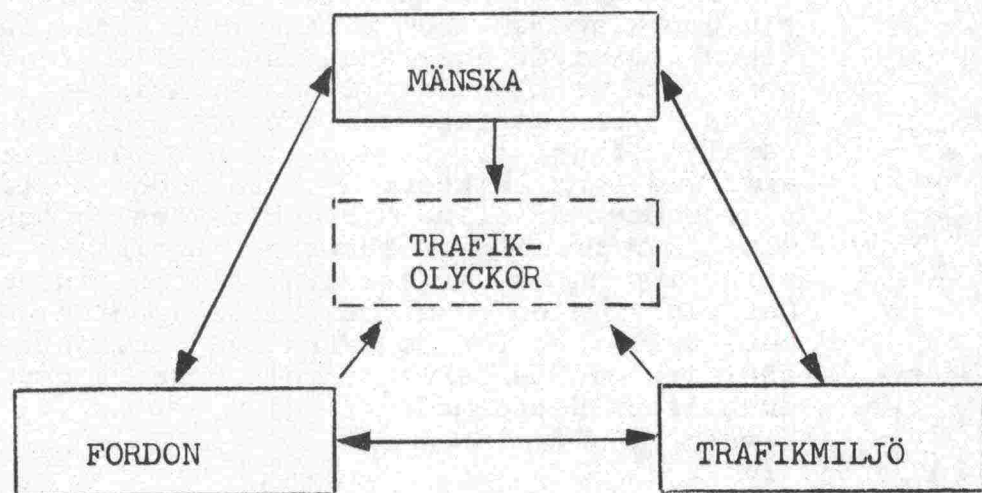 MÄNSKA
TRAFIK-
OLYCKOR
FORDON
TRAFIKMILJÖ